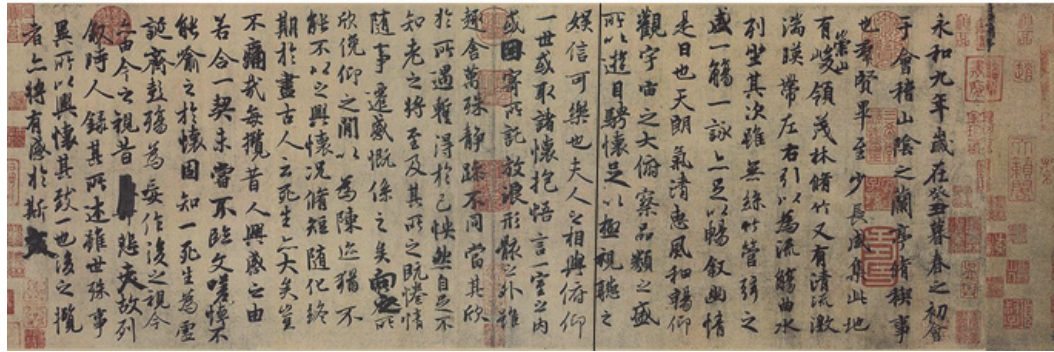 永和九年歲在癸丑暮春之初會
于會稽山陰之蘭亭脩稧事
也群賢畢至少長咸集此地
有崇山峻領茂林脩竹又有清流激
湍暎帶左右引以為流觴曲水
列坐其次雖無絲竹管弦之
盛一觴一詠亦足以暢敘幽情
是日也天朗氣清惠風和暢仰
觀宇宙之大俯察品類之盛
所以遊目騁懷足以極視聽之
娛信可樂也夫人之相與俯仰
一世或取諸懷抱悟言一室之內
或因寄所託放浪形骸之外雖
趣舍萬殊靜躁不同當其欣
於所遇暫得於己怏然自足不
知老之將至及其所之既惓情
隨事遷感慨係之矣向之所
欣俛仰之閒以為陳迹猶不
能不以之興懷況脩短隨化終
期於盡古人云死生亦大矣豈
不痛哉每攬昔人興感之由
若合一契未嘗不臨文嗟悼不
能喻之於懷固知一死生為虛
誕齊彭殤為妄作後之視今
亦由今之視昔悲夫故列
敘時人錄其所述雖世殊事
異所以興懷其致一也後之攬
者亦將有感於斯文